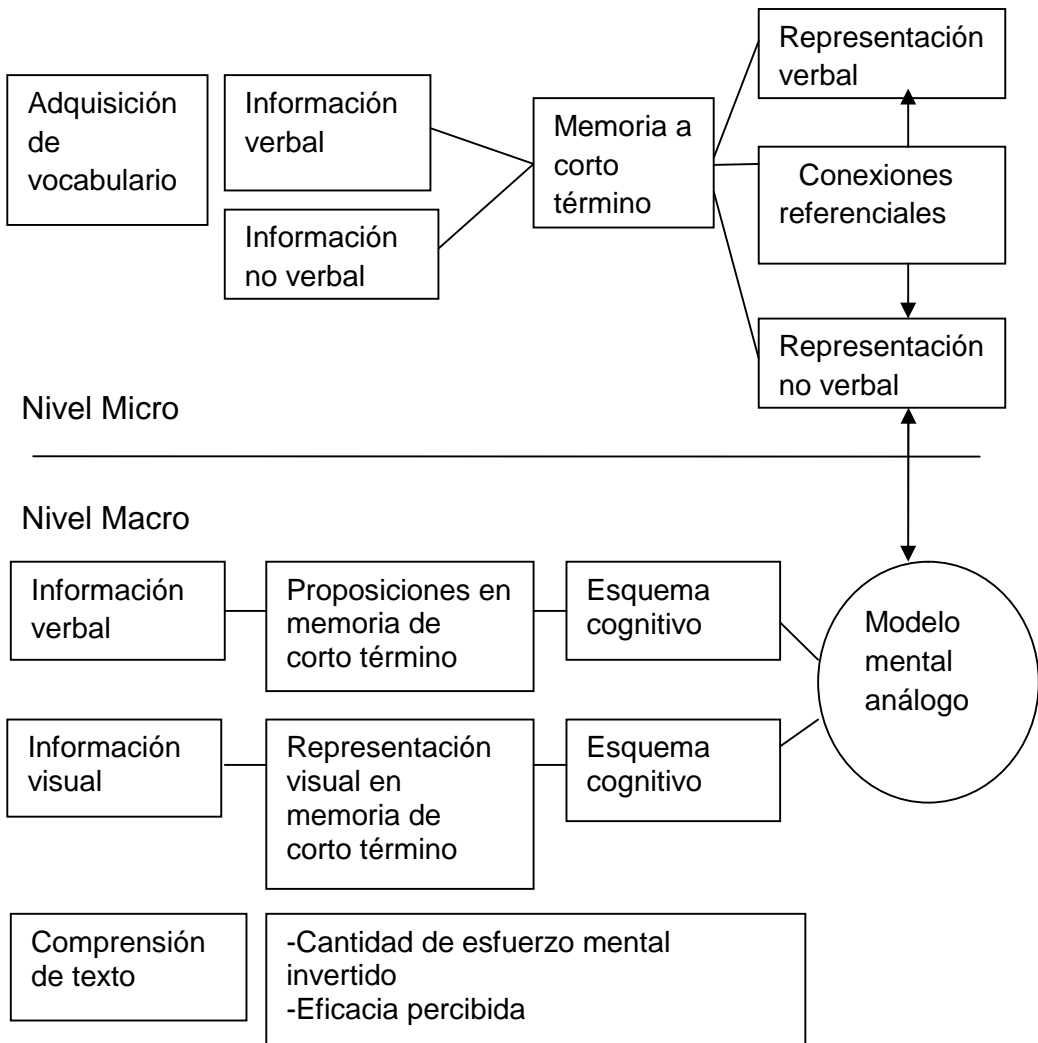 Adquisición
de
vocabulario
Información
verbal
Información
no verbal
Memoria a
corto
término
Representación
verbal
Conexiones
referenciales
Representación
no verbal
Nivel Micro
Nivel Macro
Información
verbal
Proposiciones en
memoria de
corto término
Esquema
cognitivo
Modelo
mental
análogo
Información
visual
Representación
visual en
memoria de
corto término
Esquema
cognitivo
Comprensión
de texto
-Cantidad de esfuerzo mental
invertido
-Eficacia percibida